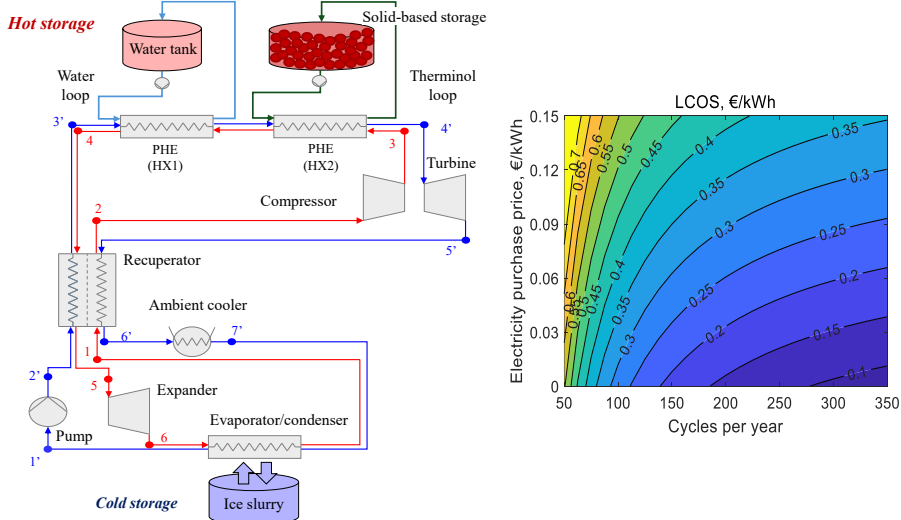 Hot storage
Solid-based storage
Water tank
Water
loop
Therminol
loop
3'
4
PHE
(HX1)
PHE
(HX2)
3
4'
Turbine
Compressor
2
5'
Recuperator
Ambient cooler
1
6'
7'
2'
5
Expander
Evaporator/condenser
Pump
6
1'
Cold storage
Ice slurry
LCOS, €/kWh
Electricity purchase price, €/kWh
0.15
0.12
0.09
0.06
0.03
0
50
100
150
200
250
300
350
Cycles per year
0.7
0.65
0.6
0.55
0.5
0.45
0.4
0.35
0.35
0.3
0.3
0.25
0.6
0.55
0.5
0.45
0.4
0.35
0.3
0.25
0.2
0.2
0.15
0.1